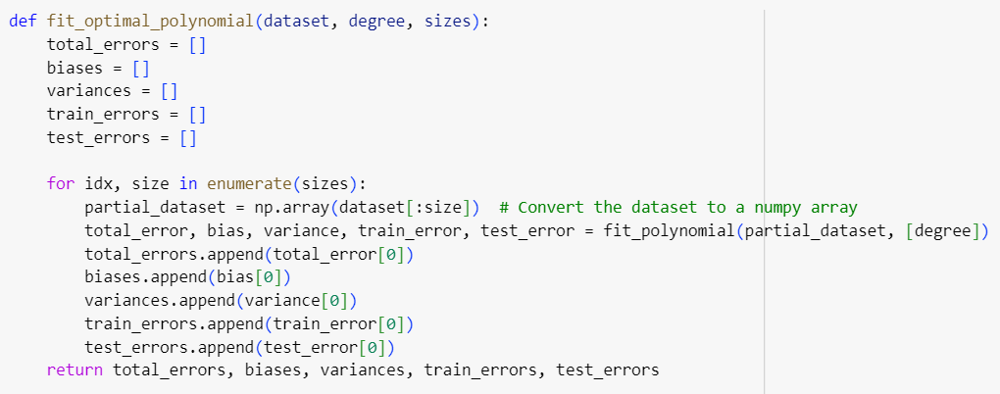 def fit_optimal_polynomial(dataset, degree, sizes):
    total_errors = []
    biases = []
    variances = []
    train_errors = []
    test_errors = []

    for idx, size in enumerate(sizes):
        partial_dataset = np.array(dataset[:size])  # Convert the dataset to a numpy array
        total_error, bias, variance, train_error, test_error = fit_polynomial(partial_dataset, [degree])
        total_errors.append(total_error[0])
        biases.append(bias[0])
        variances.append(variance[0])
        train_errors.append(train_error[0])
        test_errors.append(test_error[0])
    return total_errors, biases, variances, train_errors, test_errors